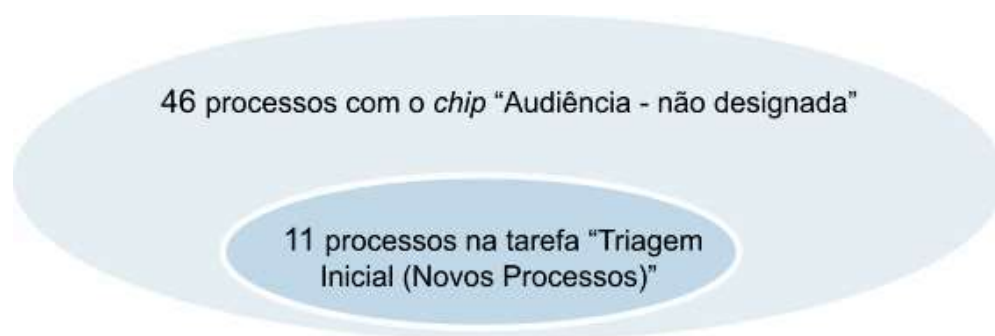 46 processos com o chip “Audiência - não designada”
11 processos na tarefa “Triagem
Inicial (Novos Processos)”